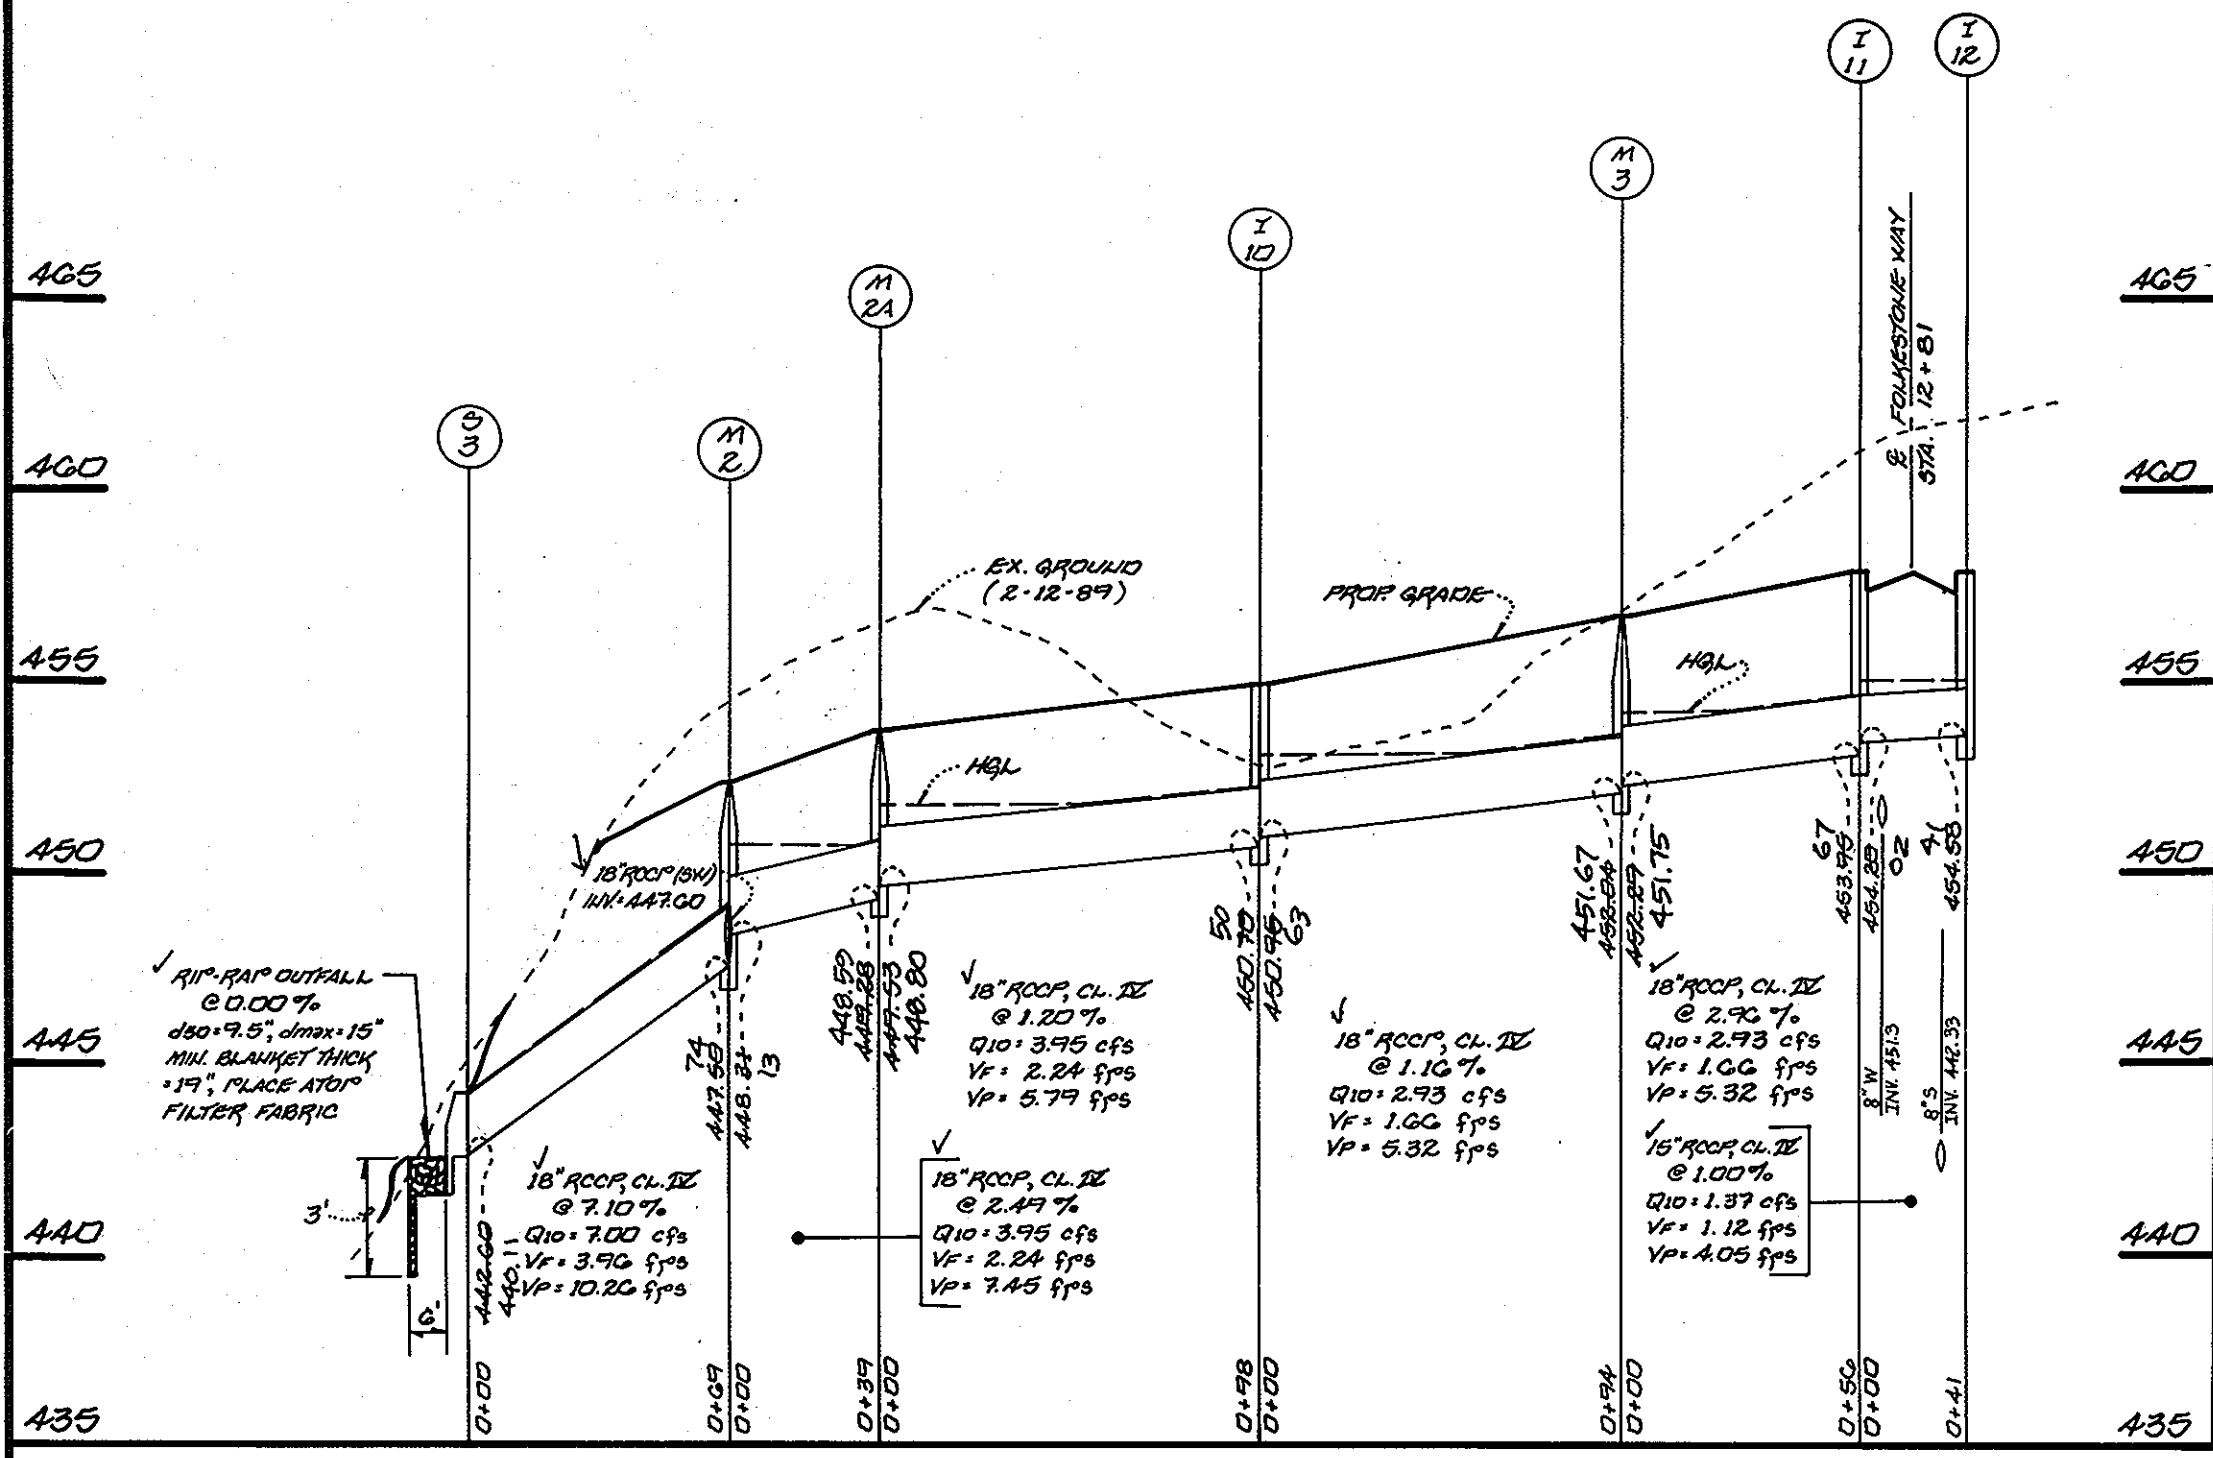 I
11
I
12
M
3
I
10
M
2A
S
3
M
2
465
460
455
450
445
440
435
465
460
455
450
445
440
435
℄ FOLKESTONE WAY
STA. 12+81
EX. GROUND
(2-12-89)
PROP. GRADE
HGL
HGL
18" RCCP (SW)
INV. = 447.60
RIP-RAP OUTFALL
@ 0.00 %
d50 = 9.5", dmax = 15"
MIN. BLANKET THICK
= 19", PLACE ATOP
FILTER FABRIC
3'
6'
442.60
440.
18" RCCP, CL. IV
@ 7.10 %
Q10 = 7.00 cfs
VF = 3.96 fps
VP = 10.26 fps
74
447.58
448.
13
448.59
449.28
449.53
448.80
18" RCCP, CL. IV
@ 1.20 %
Q10 = 3.95 cfs
VF = 2.24 fps
VP = 5.79 fps
18" RCCP, CL. IV
@ 2.49 %
Q10 = 3.95 cfs
VF = 2.24 fps
VP = 7.45 fps
50
450.70
450.96
63
18" RCCP, CL. IV
@ 1.16 %
Q10 = 2.93 cfs
VF = 1.66 fps
VP = 5.32 fps
451.67
452.04
452.29
451.75
18" RCCP, CL. IV
@ 2.96 %
Q10 = 2.93 cfs
VF = 1.66 fps
VP = 5.32 fps
15" RCCP, CL. IV
@ 1.00 %
Q10 = 1.37 cfs
VF = 1.12 fps
VP = 4.05 fps
67
453.95
454.20
02
41
454.58
8" W
INV. 451.3
8" S
INV. 442.33
0+00
0+69
0+00
0+39
0+00
0+98
0+00
0+94
0+00
0+56
0+00
0+41